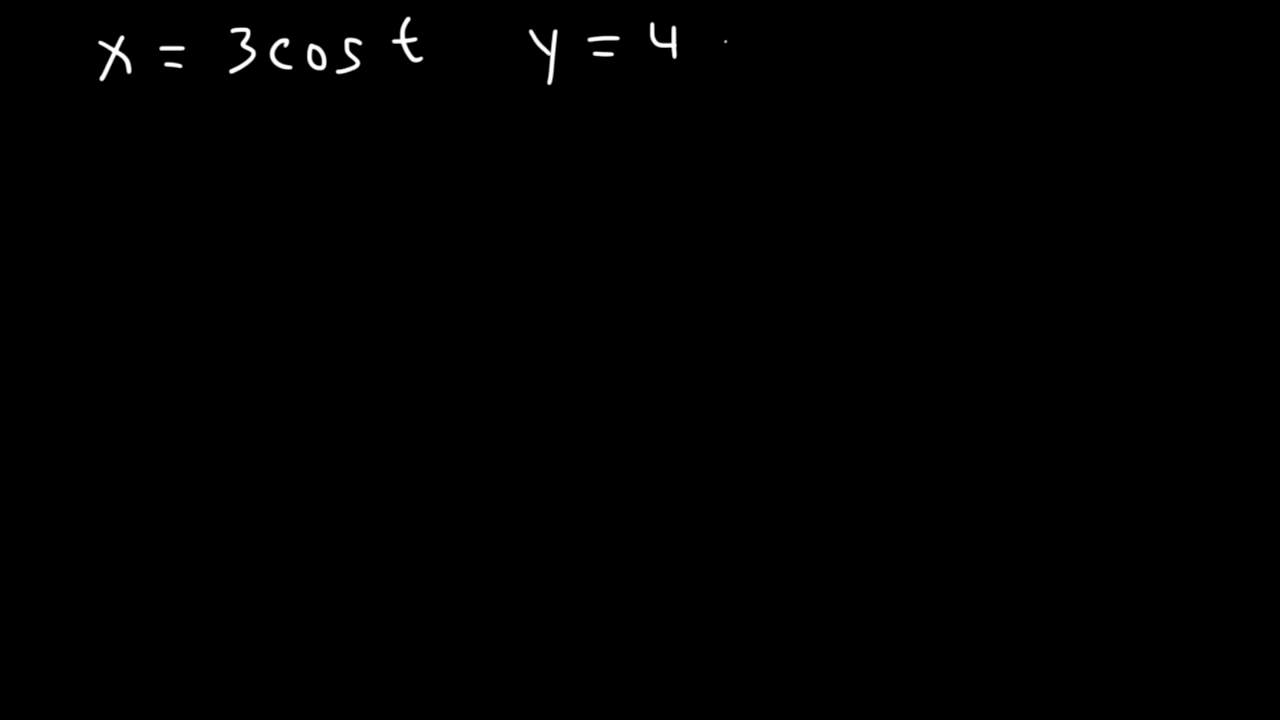 x = 3cos t y = 4